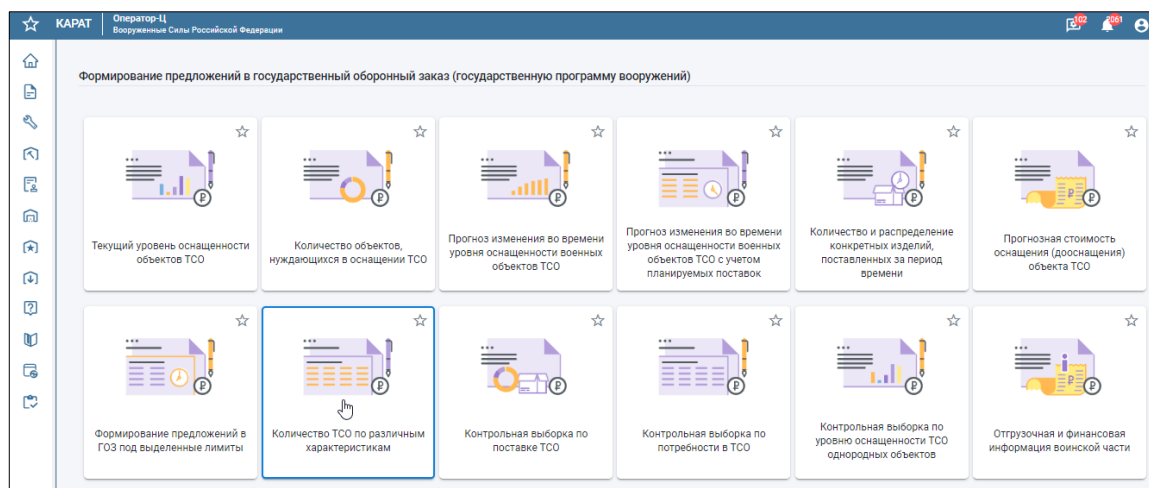 КАРАТ
Оператор-Ц
Вооруженные Силы Российской Федерации
102
2061
Формирование предложений в государственный оборонный заказ (государственную программу вооружений)
Текущий уровень оснащенности
объектов ТСО
Количество объектов,
нуждающихся в оснащении ТСО
Прогноз изменения во времени
уровня оснащенности военных
объектов ТСО
Прогноз изменения во времени
уровня оснащенности военных
объектов ТСО с учетом
планируемых поставок
Количество и распределение
конкретных изделий,
поставленных за период
времени
Прогнозная стоимость
оснащения (дооснащения)
объекта ТСО
Формирование предложений в
ГОЗ под выделенные лимиты
Количество ТСО по различным
характеристикам
Контрольная выборка по
поставке ТСО
Контрольная выборка по
потребности в ТСО
Контрольная выборка по
уровню оснащенности ТСО
однородных объектов
Отгрузочная и финансовая
информация воинской части